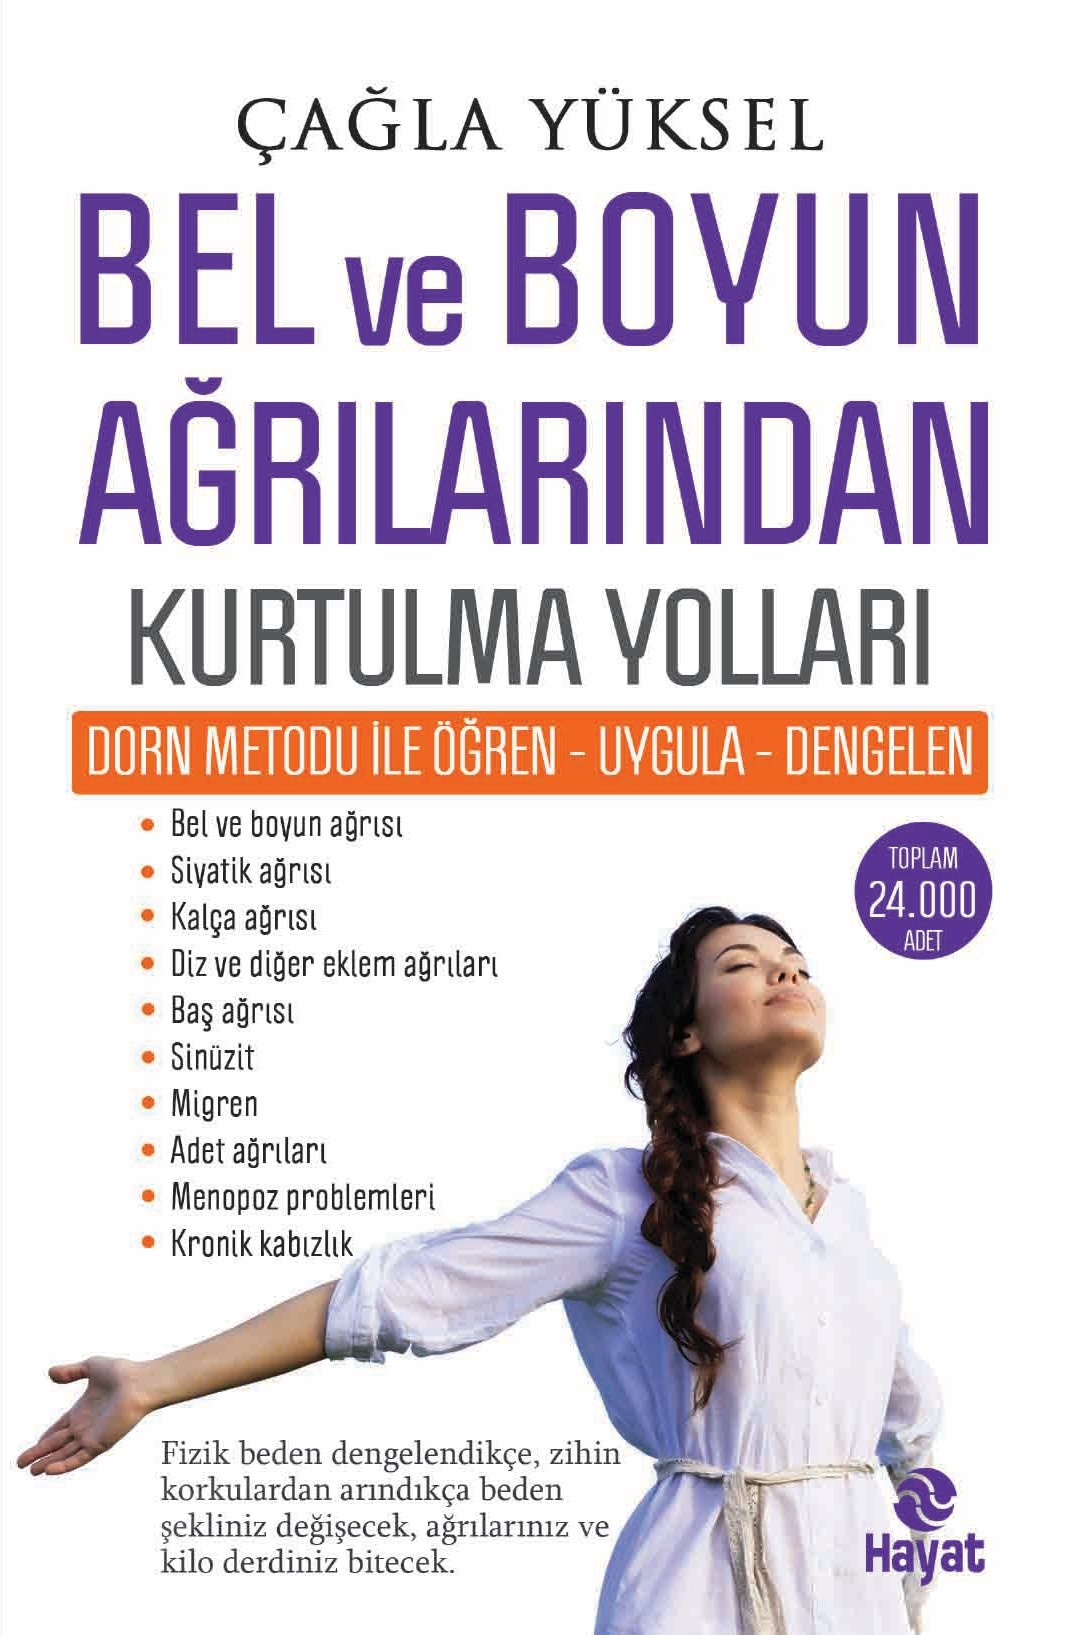 ÇAĞLA YÜKSEL
BEL ve BOYUN
AĞRILARINDAN
KURTULMA YOLLARI
DORN METODU İLE ÖĞREN - UYGULA - DENGELEN
• Bel ve boyun ağrısı
• Siyatik ağrısı
• Kalça ağrısı
• Diz ve diğer eklem ağrıları
• Baş ağrısı
• Sinüzit
• Migren
• Adet ağrıları
• Menopoz problemleri
• Kronik kabızlık
TOPLAM
24.000
ADET
Fizik beden dengelendikçe, zihin
korkulardan arındıkça beden
şekliniz değişecek, ağrılarınız ve
kilo derdiniz bitecek.
Hayat